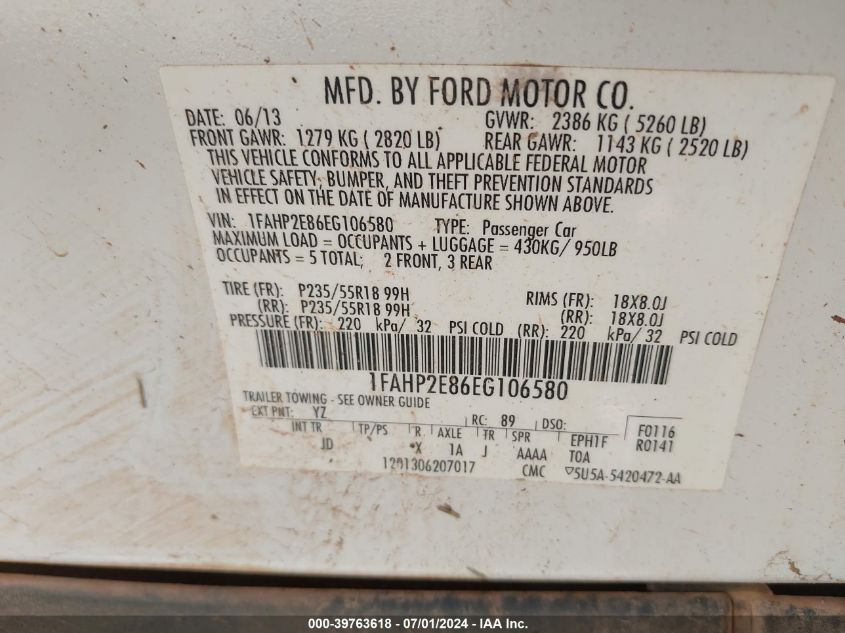 MFD. BY FORD MOTOR CO.
DATE: 06/13 GVWR: 2386 KG ( 5260 LB)
FRONT GAWR: 1279 KG ( 2820 LB) REAR GAWR: 1143 KG ( 2520 LB)
THIS VEHICLE CONFORMS TO ALL APPLICABLE FEDERAL MOTOR
VEHICLE SAFETY, BUMPER, AND THEFT PREVENTION STANDARDS
IN EFFECT ON THE DATE OF MANUFACTURE SHOWN ABOVE.
VIN: 1FAHP2E86EG106580 TYPE: Passenger Car
MAXIMUM LOAD = OCCUPANTS + LUGGAGE = 430KG/ 950LB
OCCUPANTS = 5 TOTAL; 2 FRONT, 3 REAR
TIRE (FR): P235/55R18 99H RIMS (FR): 18X8.0J
(RR): P235/55R18 99H (RR): 18X8.0J
PRESSURE (FR): 220 kPa/ 32 PSI COLD (RR): 220 kPa/ 32 PSI COLD
1FAHP2E86EG106580
TRAILER TOWING - SEE OWNER GUIDE
EXT PNT: YZ RC: 89 DSO: F0116
INT TR TP/PS R AXLE TR SPR EPH1F R0141
JD X 1A J AAAA TOA
1201306207017 CMC 5U5A-5420472-AA
000-39763618 - 07/01/2024 - US.IAAI.COM